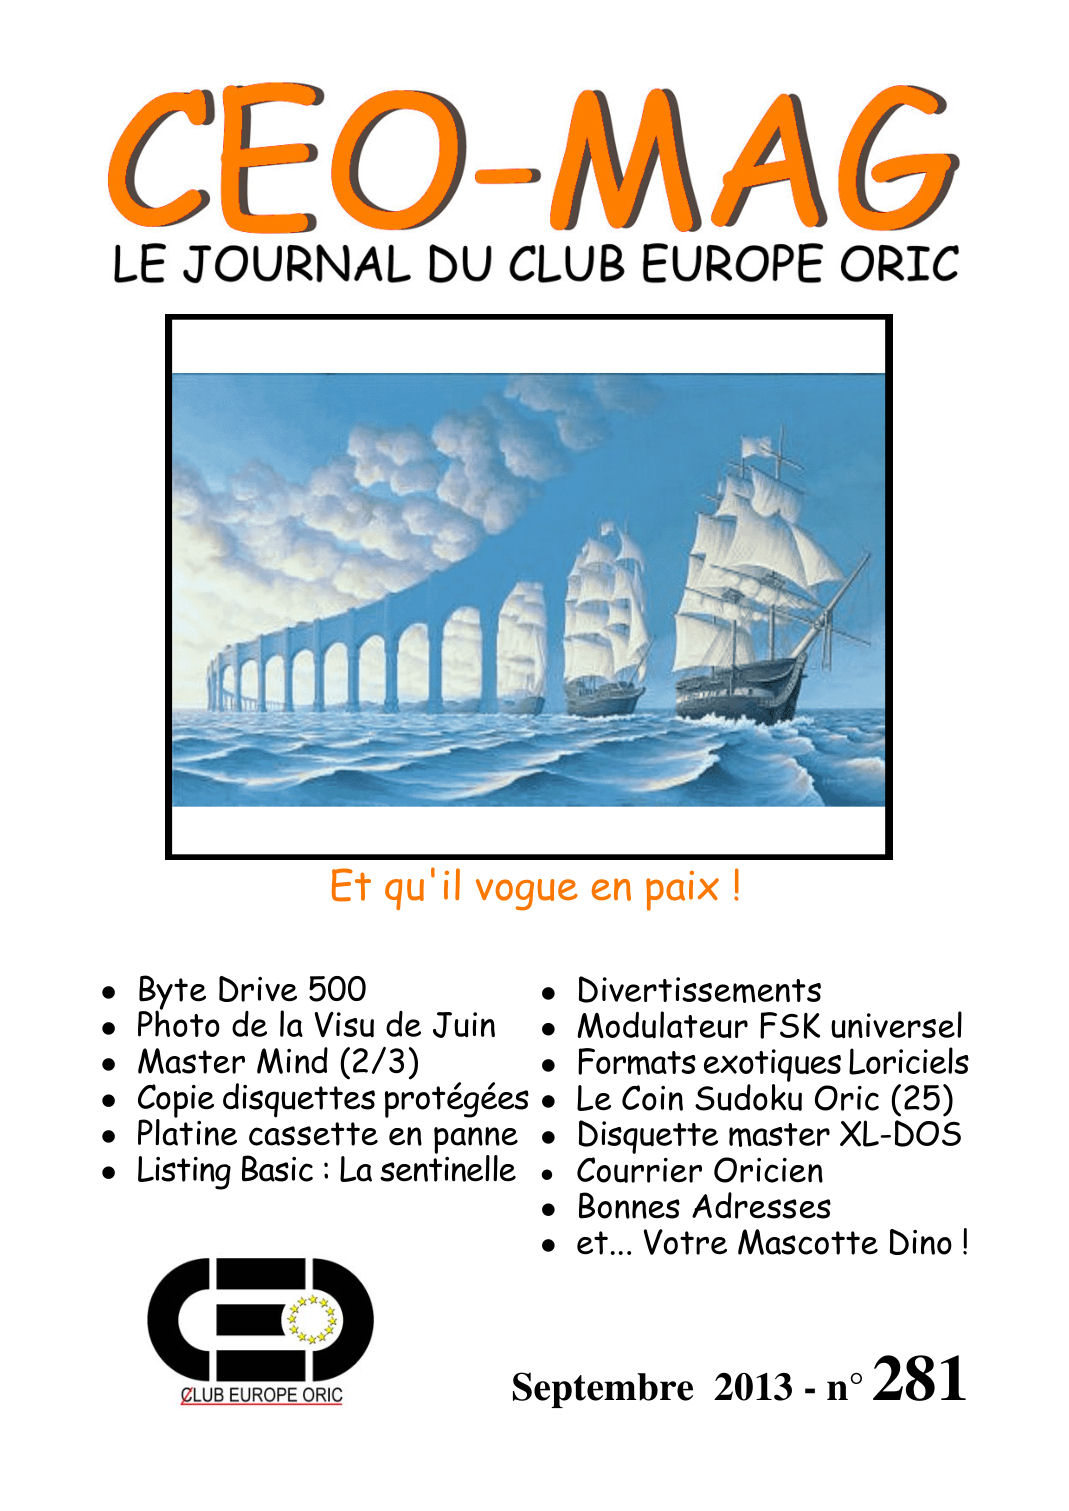 CEO-MAG
LE JOURNAL DU CLUB EUROPE ORIC
Et qu'il vogue en paix !
• Byte Drive 500
• Photo de la Visu de Juin
• Master Mind (2/3)
• Copie disquettes protégées
• Platine cassette en panne
• Listing Basic : La sentinelle
• Divertissements
• Modulateur FSK universel
• Formats exotiques Loriciels
• Le Coin Sudoku Oric (25)
• Disquette master XL-DOS
• Courrier Oricien
• Bonnes Adresses
• et... Votre Mascotte Dino !
CEO
CLUB EUROPE ORIC
Septembre 2013 - n° 281